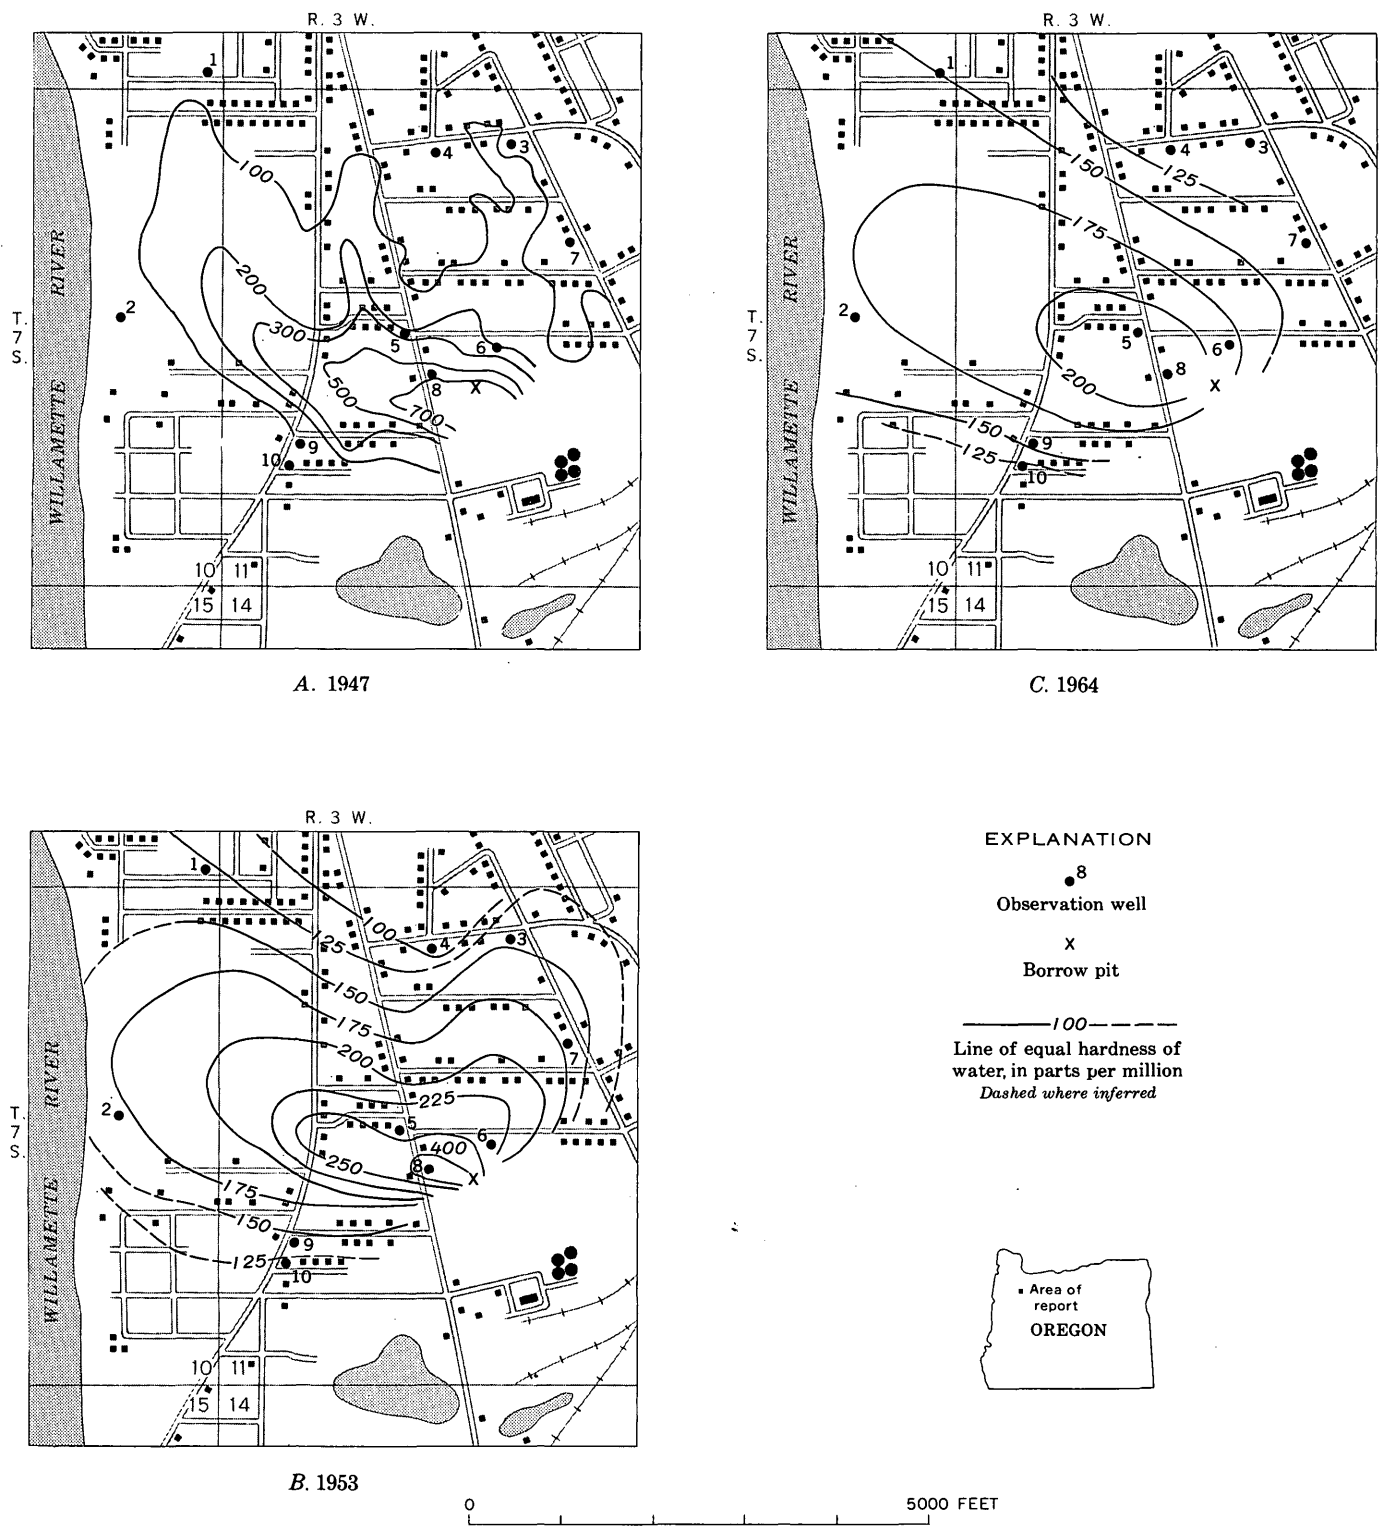 R. 3 W.
1
100
4
3
7
200
2
300
5
6
8
X
500
700
9
10
WILLAMETTE RIVER
T.
7
S.
10 11
15 14
A. 1947
R. 3 W.
1
150
125
4
3
175
7
2
5
6
8
X
200
150
9
125
10
WILLAMETTE RIVER
T.
7
S.
10 11
15 14
C. 1964
R. 3 W.
1
100
125
4
3
150
175
200
7
225
2
5
6
400
8
250
X
175
150
9
125
10
WILLAMETTE RIVER
T.
7
S.
10 11
15 14
B. 1953
EXPLANATION
8
Observation well
X
Borrow pit
100
Line of equal hardness of
water, in parts per million
Dashed where inferred
Area of
report
OREGON
0 5000 FEET